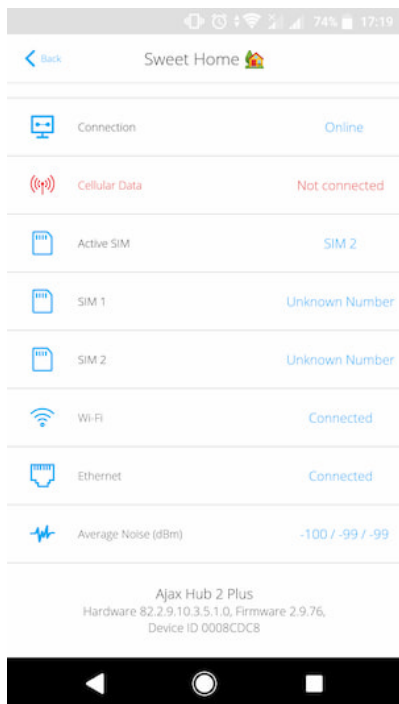 74% 17:19
Back Sweet Home
Connection Online
Cellular Data Not connected
Active SIM SIM 2
SIM 1 Unknown Number
SIM 2 Unknown Number
Wi-Fi Connected
Ethernet Connected
Average Noise (dBm) -100 / -99 / -99
Ajax Hub 2 Plus
Hardware 82.2.9.10.3.5.1.0, Firmware 2.9.76,
Device ID 0008CDC8